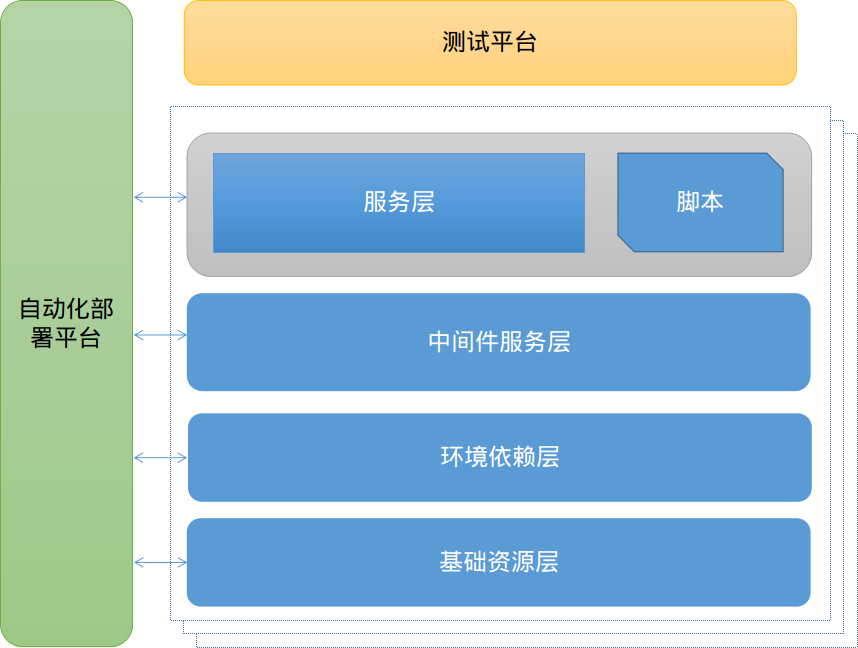 测试平台
服务层
脚本
自动化部
署平台
中间件服务层
环境依赖层
基础资源层